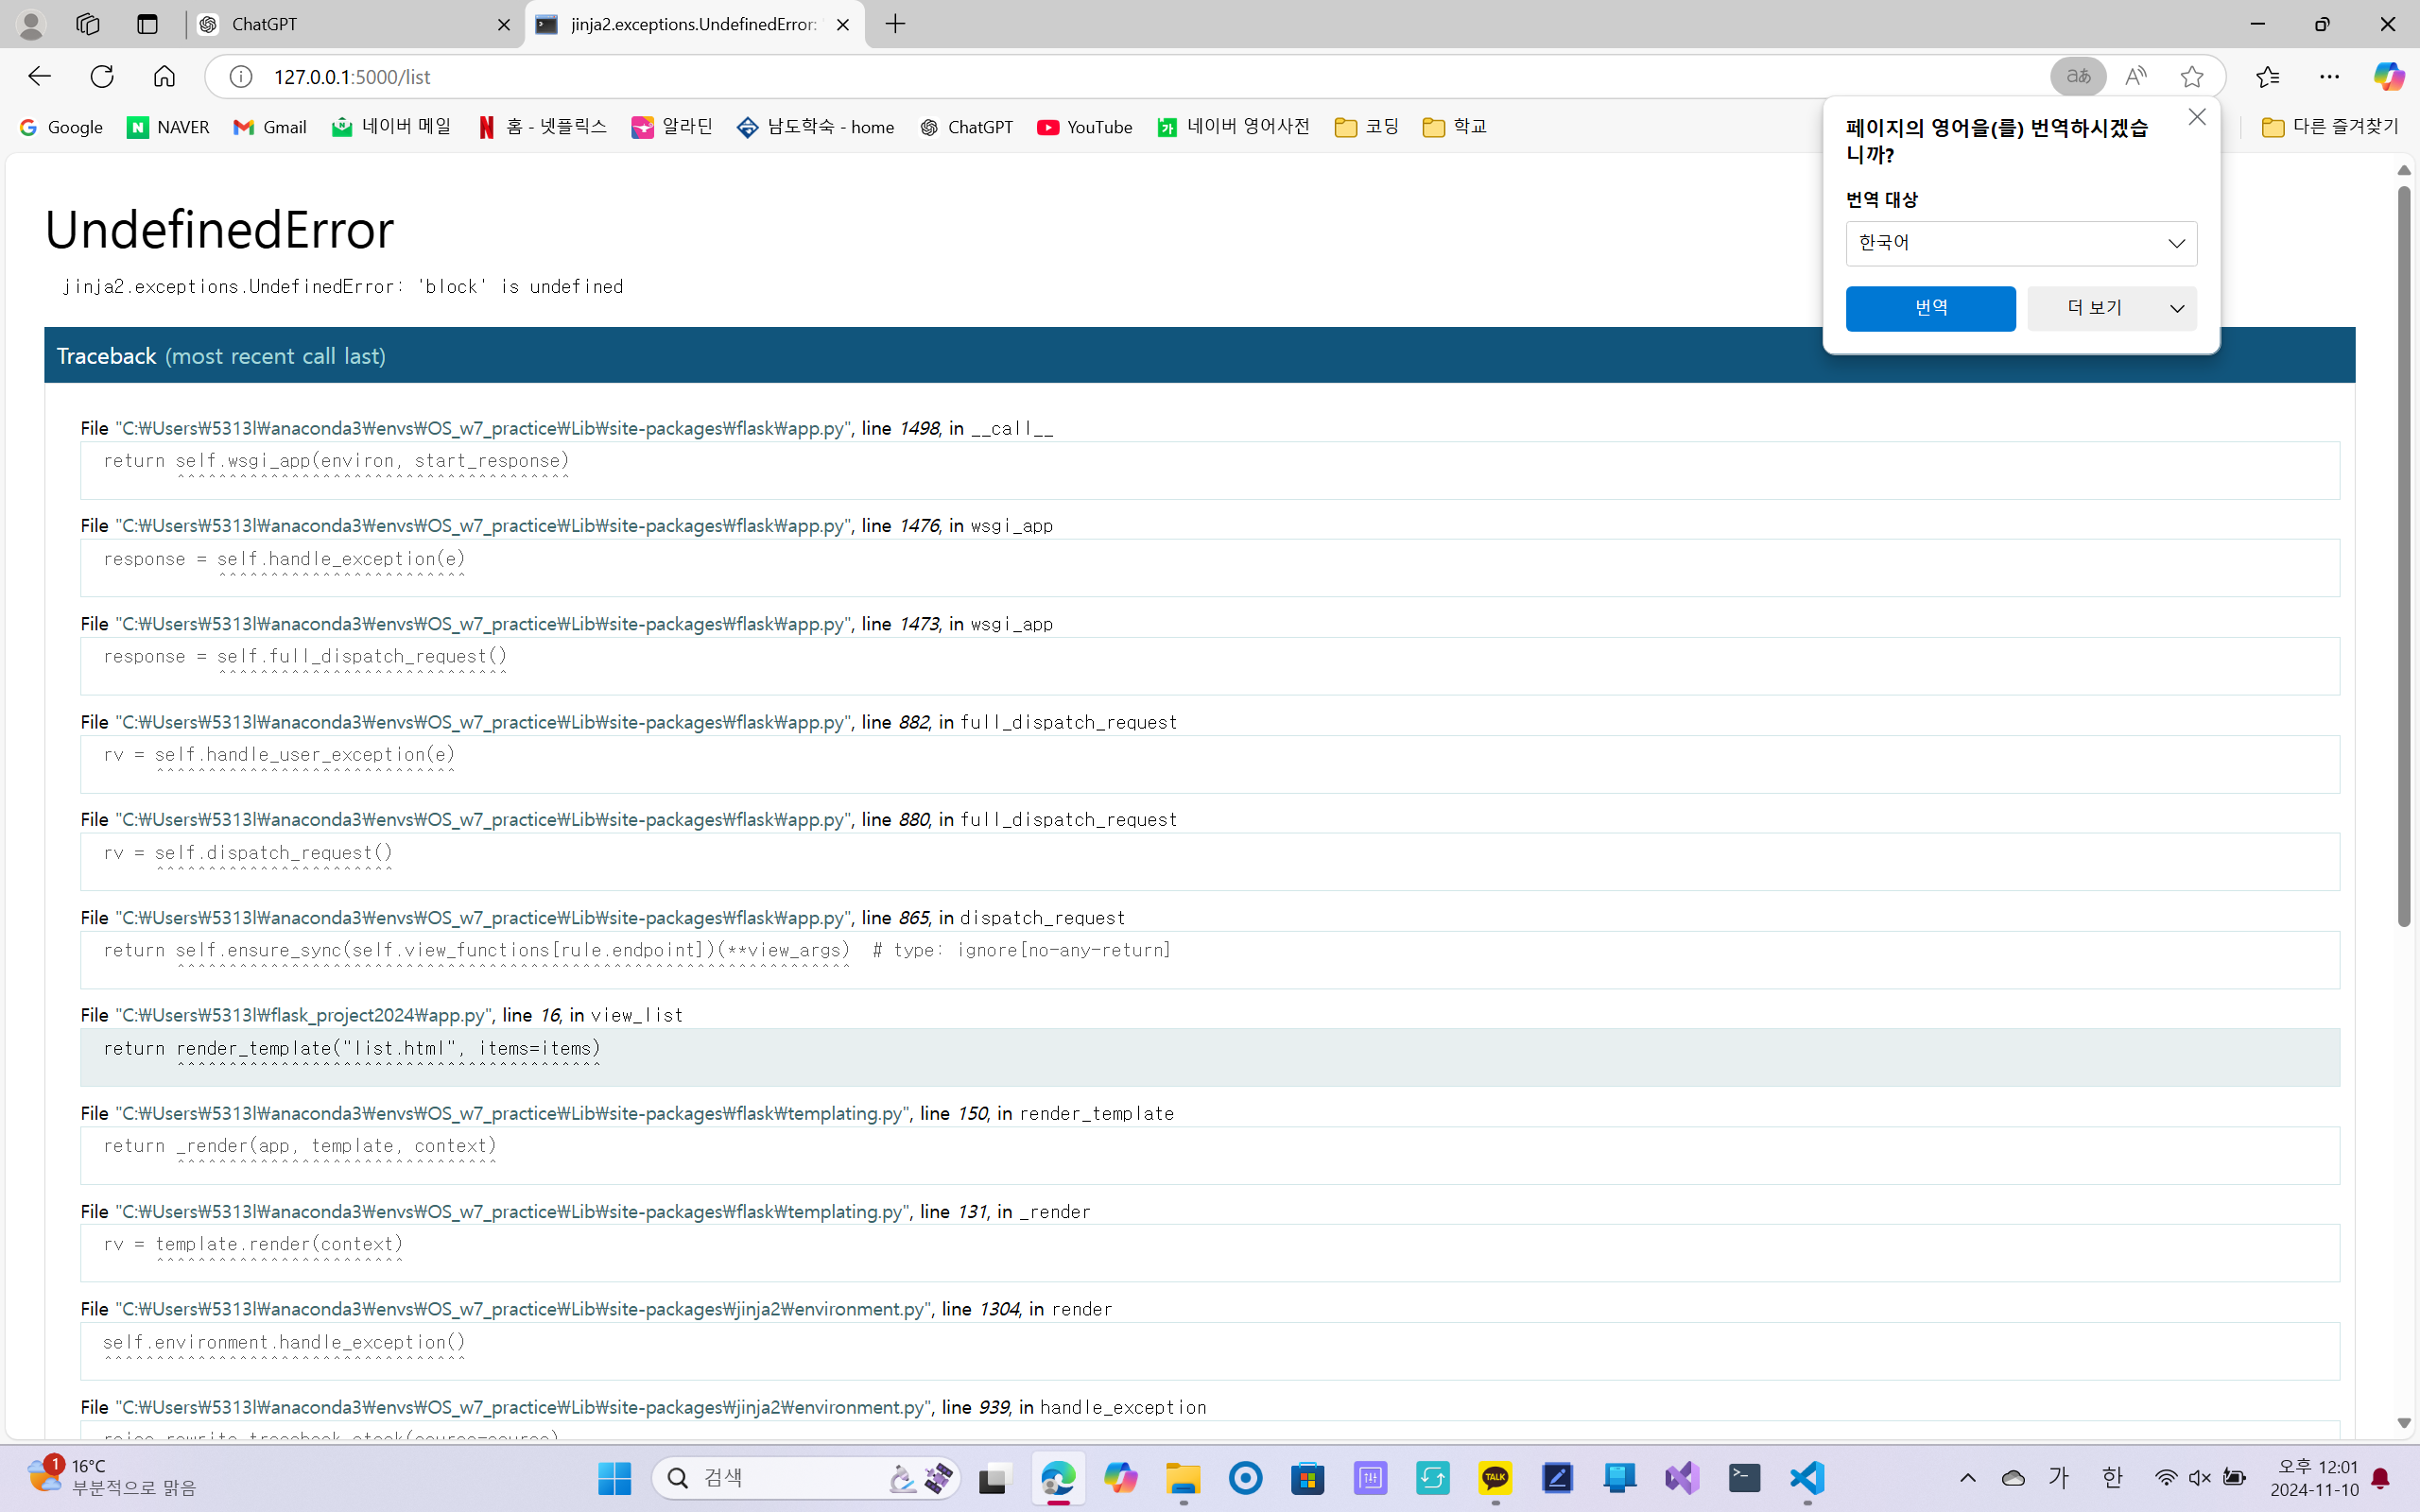 ChatGPT
jinja2.exceptions.UndefinedError:
127.0.0.1:5000/list
Google
NAVER
Gmail
네이버 메일
홈 - 넷플릭스
알라딘
남도학숙 - home
ChatGPT
YouTube
네이버 영어사전
코딩
학교
다른 즐겨찾기
페이지의 영어을(를) 번역하시겠습
니까?
번역 대상
한국어
번역
더 보기
UndefinedError
jinja2.exceptions.UndefinedError: 'block' is undefined
Traceback (most recent call last)
File "C:₩Users₩5313l₩anaconda3₩envs₩OS_w7_practice₩Lib₩site-packages₩flask₩app.py", line 1498, in __call__
return self.wsgi_app(environ, start_response)
^^^^^^^^^^^^^^^^^^^^^^^^^^^^^^^^^^^^^^
File "C:₩Users₩5313l₩anaconda3₩envs₩OS_w7_practice₩Lib₩site-packages₩flask₩app.py", line 1476, in wsgi_app
response = self.handle_exception(e)
^^^^^^^^^^^^^^^^^^^^^^^^
File "C:₩Users₩5313l₩anaconda3₩envs₩OS_w7_practice₩Lib₩site-packages₩flask₩app.py", line 1473, in wsgi_app
response = self.full_dispatch_request()
^^^^^^^^^^^^^^^^^^^^^^^^^^^^
File "C:₩Users₩5313l₩anaconda3₩envs₩OS_w7_practice₩Lib₩site-packages₩flask₩app.py", line 882, in full_dispatch_request
rv = self.handle_user_exception(e)
^^^^^^^^^^^^^^^^^^^^^^^^^^^^^
File "C:₩Users₩5313l₩anaconda3₩envs₩OS_w7_practice₩Lib₩site-packages₩flask₩app.py", line 880, in full_dispatch_request
rv = self.dispatch_request()
^^^^^^^^^^^^^^^^^^^^^^^
File "C:₩Users₩5313l₩anaconda3₩envs₩OS_w7_practice₩Lib₩site-packages₩flask₩app.py", line 865, in dispatch_request
return self.ensure_sync(self.view_functions[rule.endpoint])(**view_args)  # type: ignore[no-any-return]
^^^^^^^^^^^^^^^^^^^^^^^^^^^^^^^^^^^^^^^^^^^^^^^^^^^^^^^^^^^^^^^^^
File "C:₩Users₩5313l₩flask_project2024₩app.py", line 16, in view_list
return render_template("list.html", items=items)
^^^^^^^^^^^^^^^^^^^^^^^^^^^^^^^^^^^^^^^^^
File "C:₩Users₩5313l₩anaconda3₩envs₩OS_w7_practice₩Lib₩site-packages₩flask₩templating.py", line 150, in render_template
return _render(app, template, context)
^^^^^^^^^^^^^^^^^^^^^^^^^^^^^^^
File "C:₩Users₩5313l₩anaconda3₩envs₩OS_w7_practice₩Lib₩site-packages₩flask₩templating.py", line 131, in _render
rv = template.render(context)
^^^^^^^^^^^^^^^^^^^^^^^^
File "C:₩Users₩5313l₩anaconda3₩envs₩OS_w7_practice₩Lib₩site-packages₩jinja2₩environment.py", line 1304, in render
self.environment.handle_exception()
^^^^^^^^^^^^^^^^^^^^^^^^^^^^^^^^^^^
File "C:₩Users₩5313l₩anaconda3₩envs₩OS_w7_practice₩Lib₩site-packages₩jinja2₩environment.py", line 939, in handle_exception
1
16°C
부분적으로 맑음
검색
TALK
가
한
오후 12:01
2024-11-10